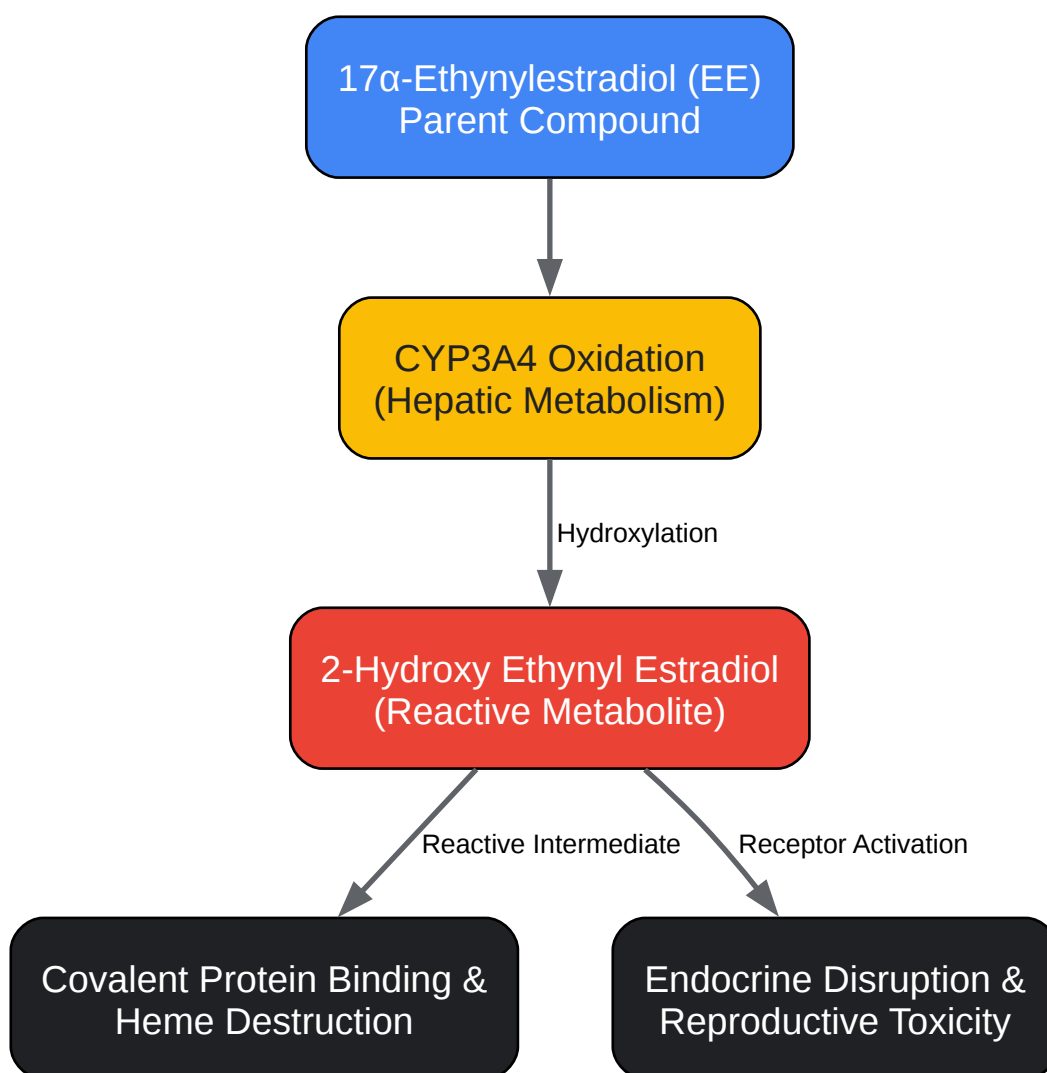 17α-Ethynylestradiol (EE)
Parent Compound
CYP3A4 Oxidation
(Hepatic Metabolism)
Hydroxylation
2-Hydroxy Ethynyl Estradiol
(Reactive Metabolite)
Reactive Intermediate
Receptor Activation
Covalent Protein Binding &
Heme Destruction
Endocrine Disruption &
Reproductive Toxicity